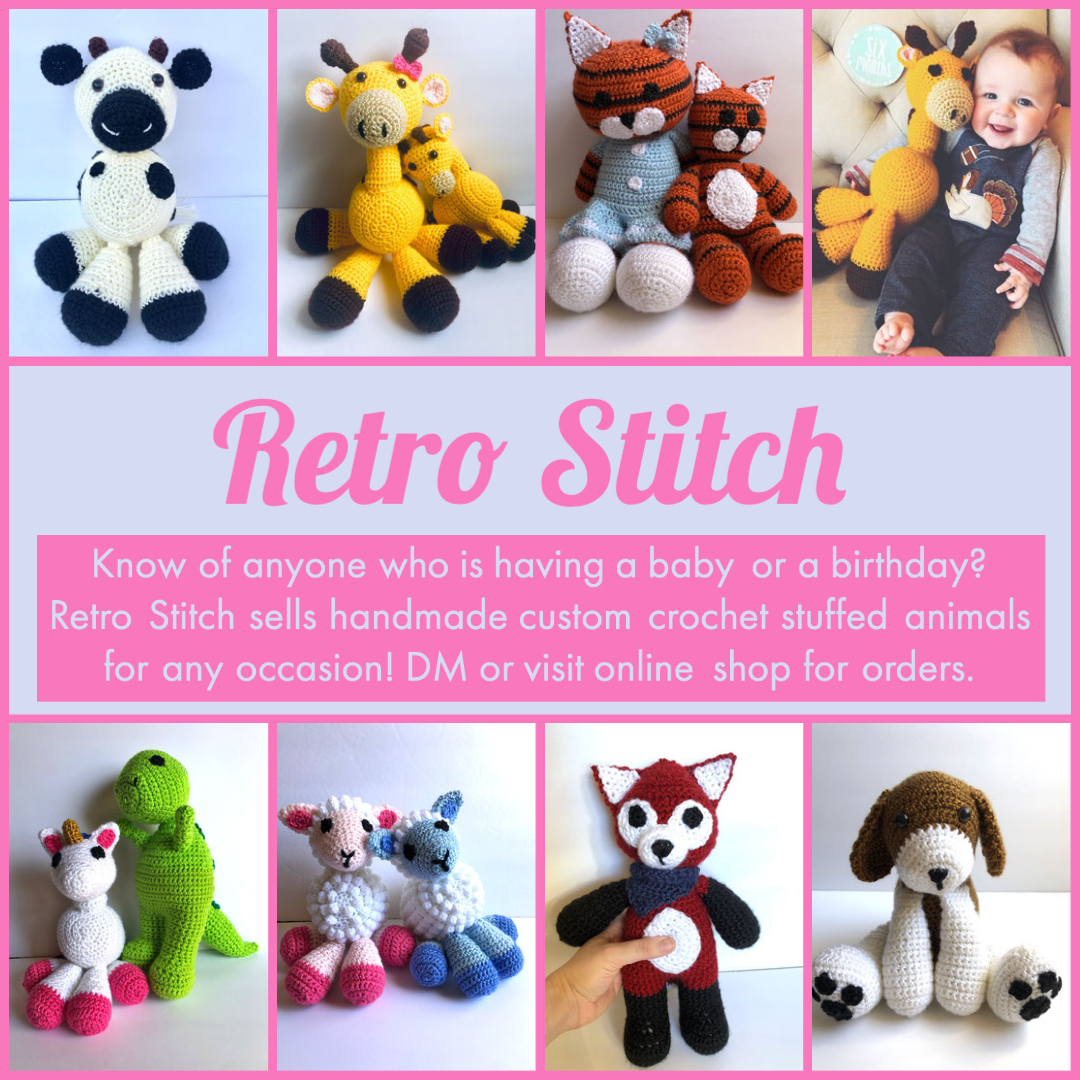 SIX
months
Retro Stitch
Know of anyone who is having a baby or a birthday?
Retro Stitch sells handmade custom crochet stuffed animals
for any occasion! DM or visit online shop for orders.